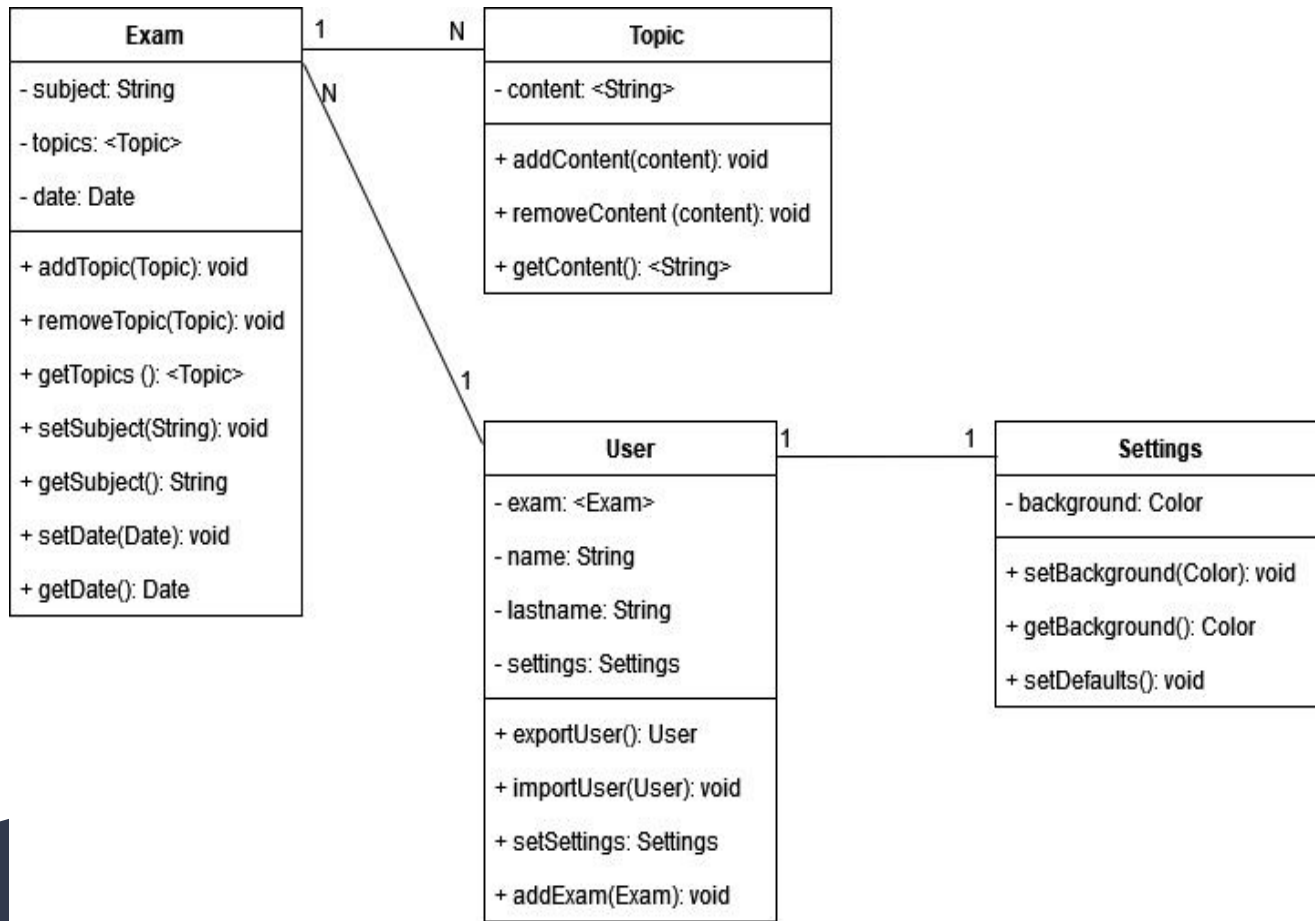 Exam
- subject: String
- topics: <Topic>
- date: Date
+ addTopic(Topic): void
+ removeTopic(Topic): void
+ getTopics (): <Topic>
+ setSubject(String): void
+ getSubject(): String
+ setDate(Date): void
+ getDate(): Date
1
N
Topic
- content: <String>
+ addContent(content): void
+ removeContent (content): void
+ getContent(): <String>
N
1
User
- exam: <Exam>
- name: String
- lastname: String
- settings: Settings
+ exportUser(): User
+ importUser(User): void
+ setSettings: Settings
+ addExam(Exam): void
1
1
Settings
- background: Color
+ setBackground(Color): void
+ getBackground(): Color
+ setDefaults(): void